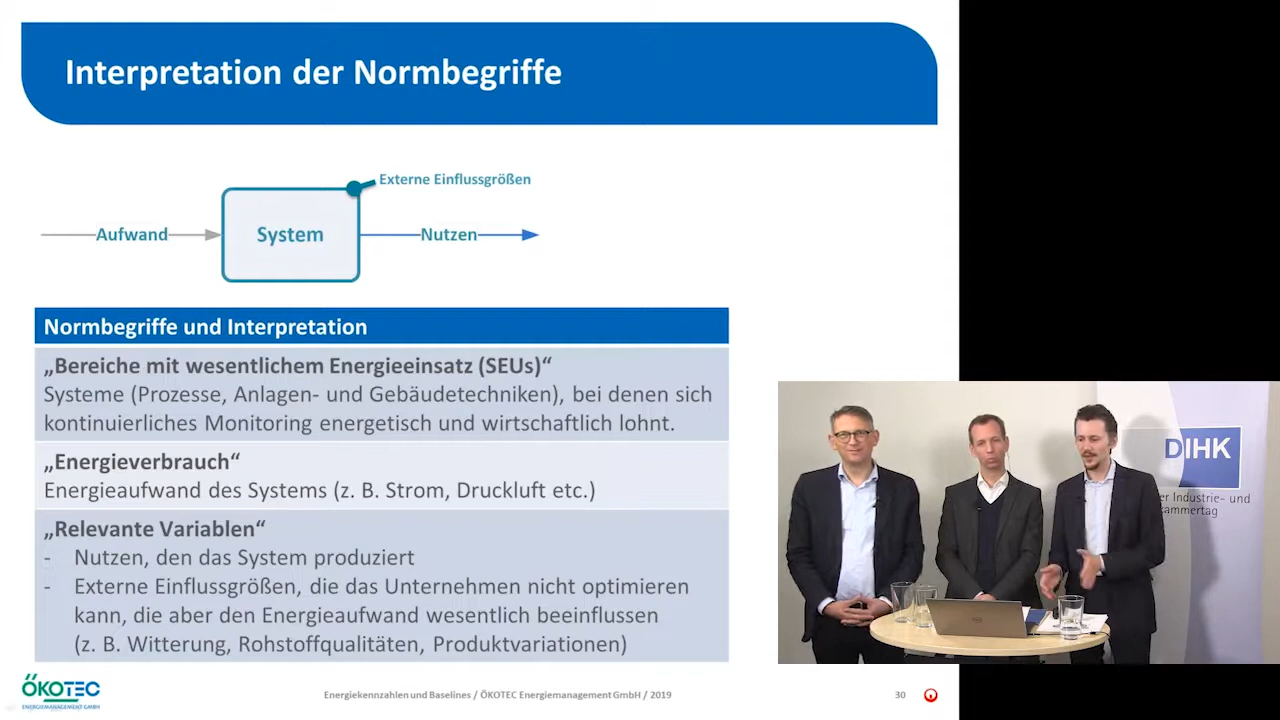 Interpretation der Normbegriffe
Externe Einflussgrößen
Aufwand
System
Nutzen
Normbegriffe und Interpretation
„Bereiche mit wesentlichem Energieeinsatz (SEUs)“
Systeme (Prozesse, Anlagen- und Gebäudetechniken), bei denen sich
kontinuierliches Monitoring energetisch und wirtschaftlich lohnt.
„Energieverbrauch“
Energieaufwand des Systems (z. B. Strom, Druckluft etc.)
„Relevante Variablen“
- Nutzen, den das System produziert
- Externe Einflussgrößen, die das Unternehmen nicht optimieren
kann, die aber den Energieaufwand wesentlich beeinflussen
(z. B. Witterung, Rohstoffqualitäten, Produktvariationen)
DIHK
er Industrie- und
kammertag
ÖKOTEC
ENERGIEMANAGEMENT GMBH
Energiekennzahlen und Baselines / ÖKOTEC Energiemanagement GmbH / 2019
30